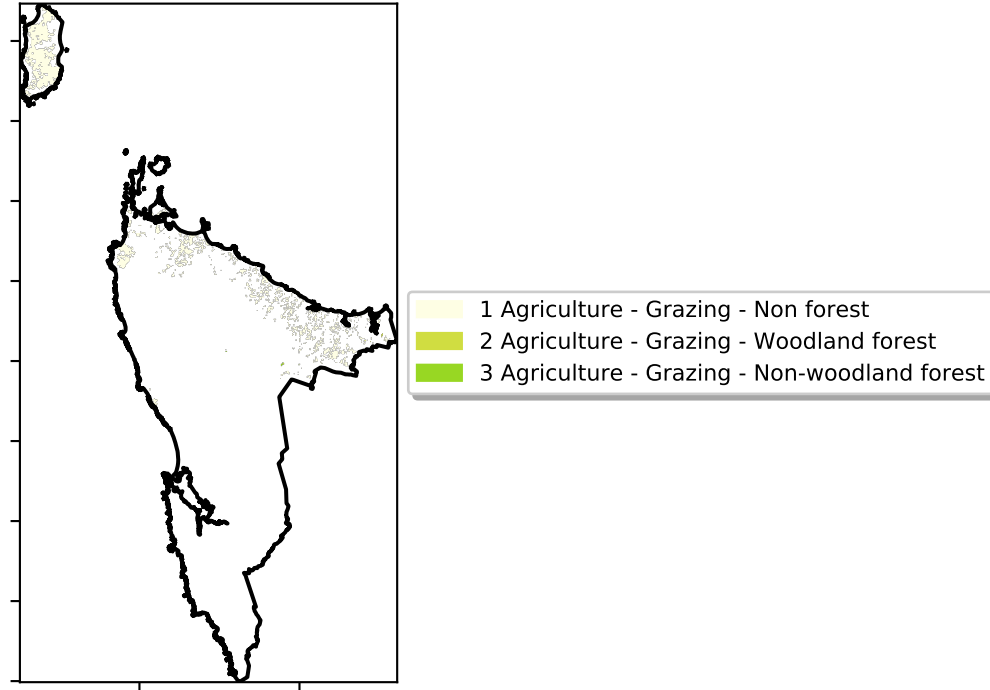 1 Agriculture - Grazing - Non forest
2 Agriculture - Grazing - Woodland forest
3 Agriculture - Grazing - Non-woodland forest